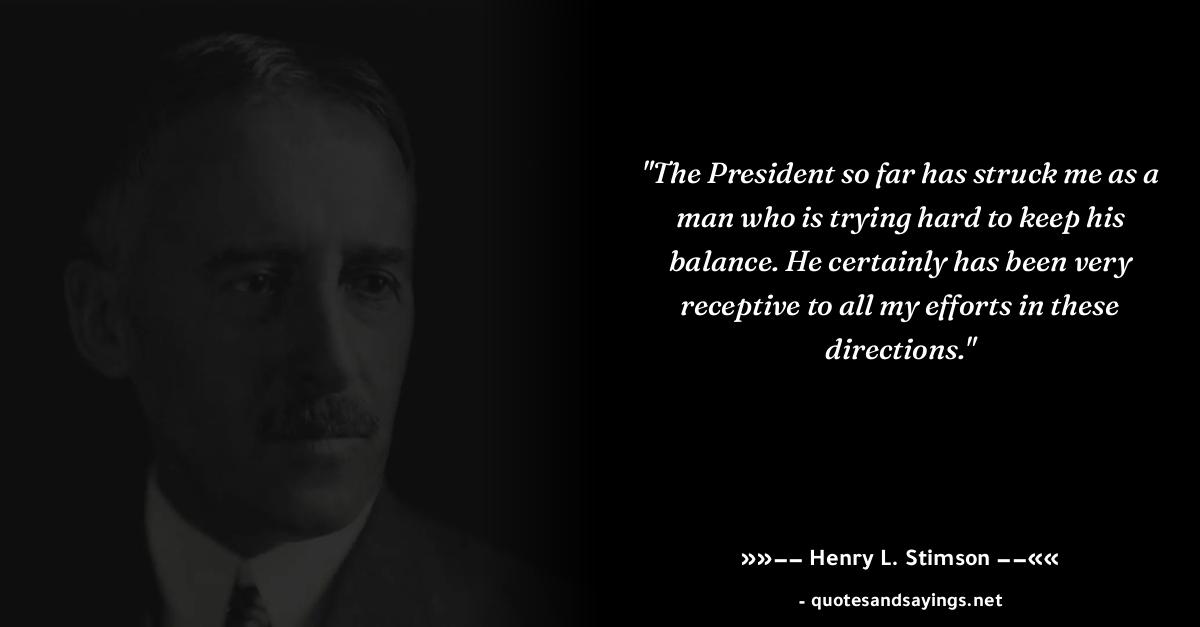 "The President so far has struck me as a
man who is trying hard to keep his
balance. He certainly has been very
receptive to all my efforts in these
directions."
»»−− Henry L. Stimson −−««
- quotesandsayings.net